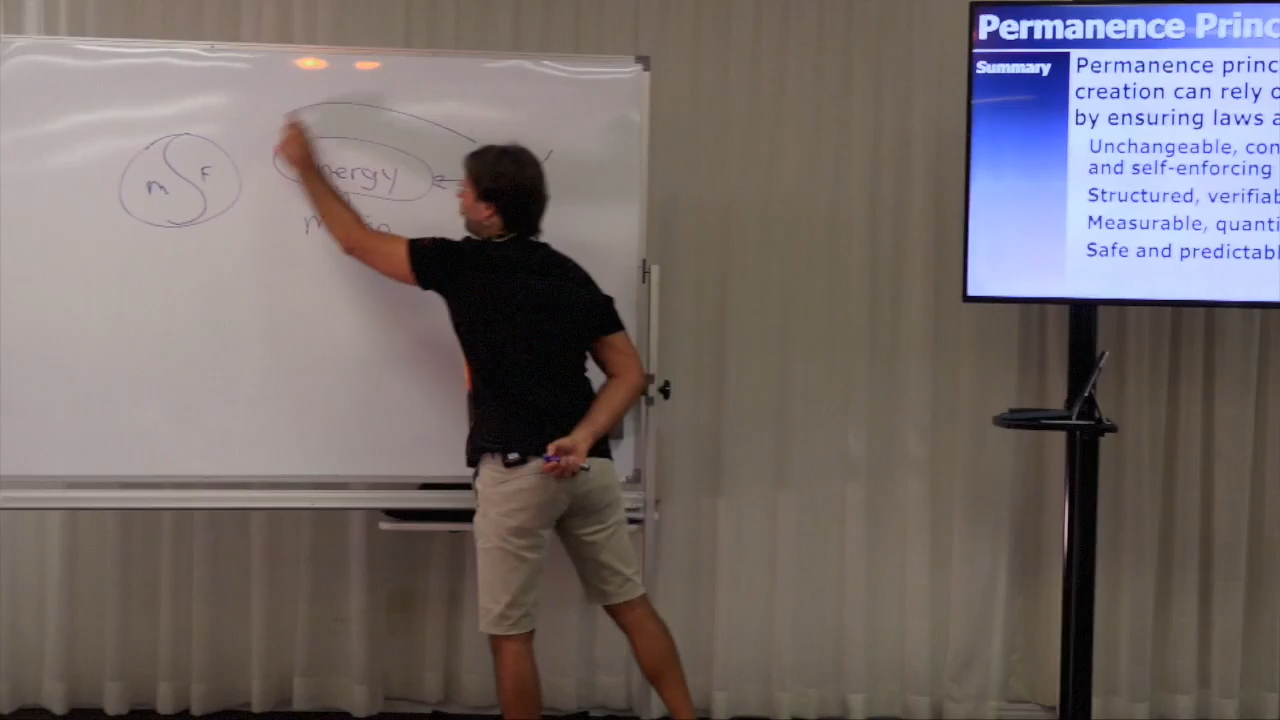 m F
nergy
Permanence Princ
Summary
Permanence princ
creation can rely o
by ensuring laws a
Unchangeable, con
and self-enforcing
Structured, verifiab
Measurable, quanti
Safe and predictabl